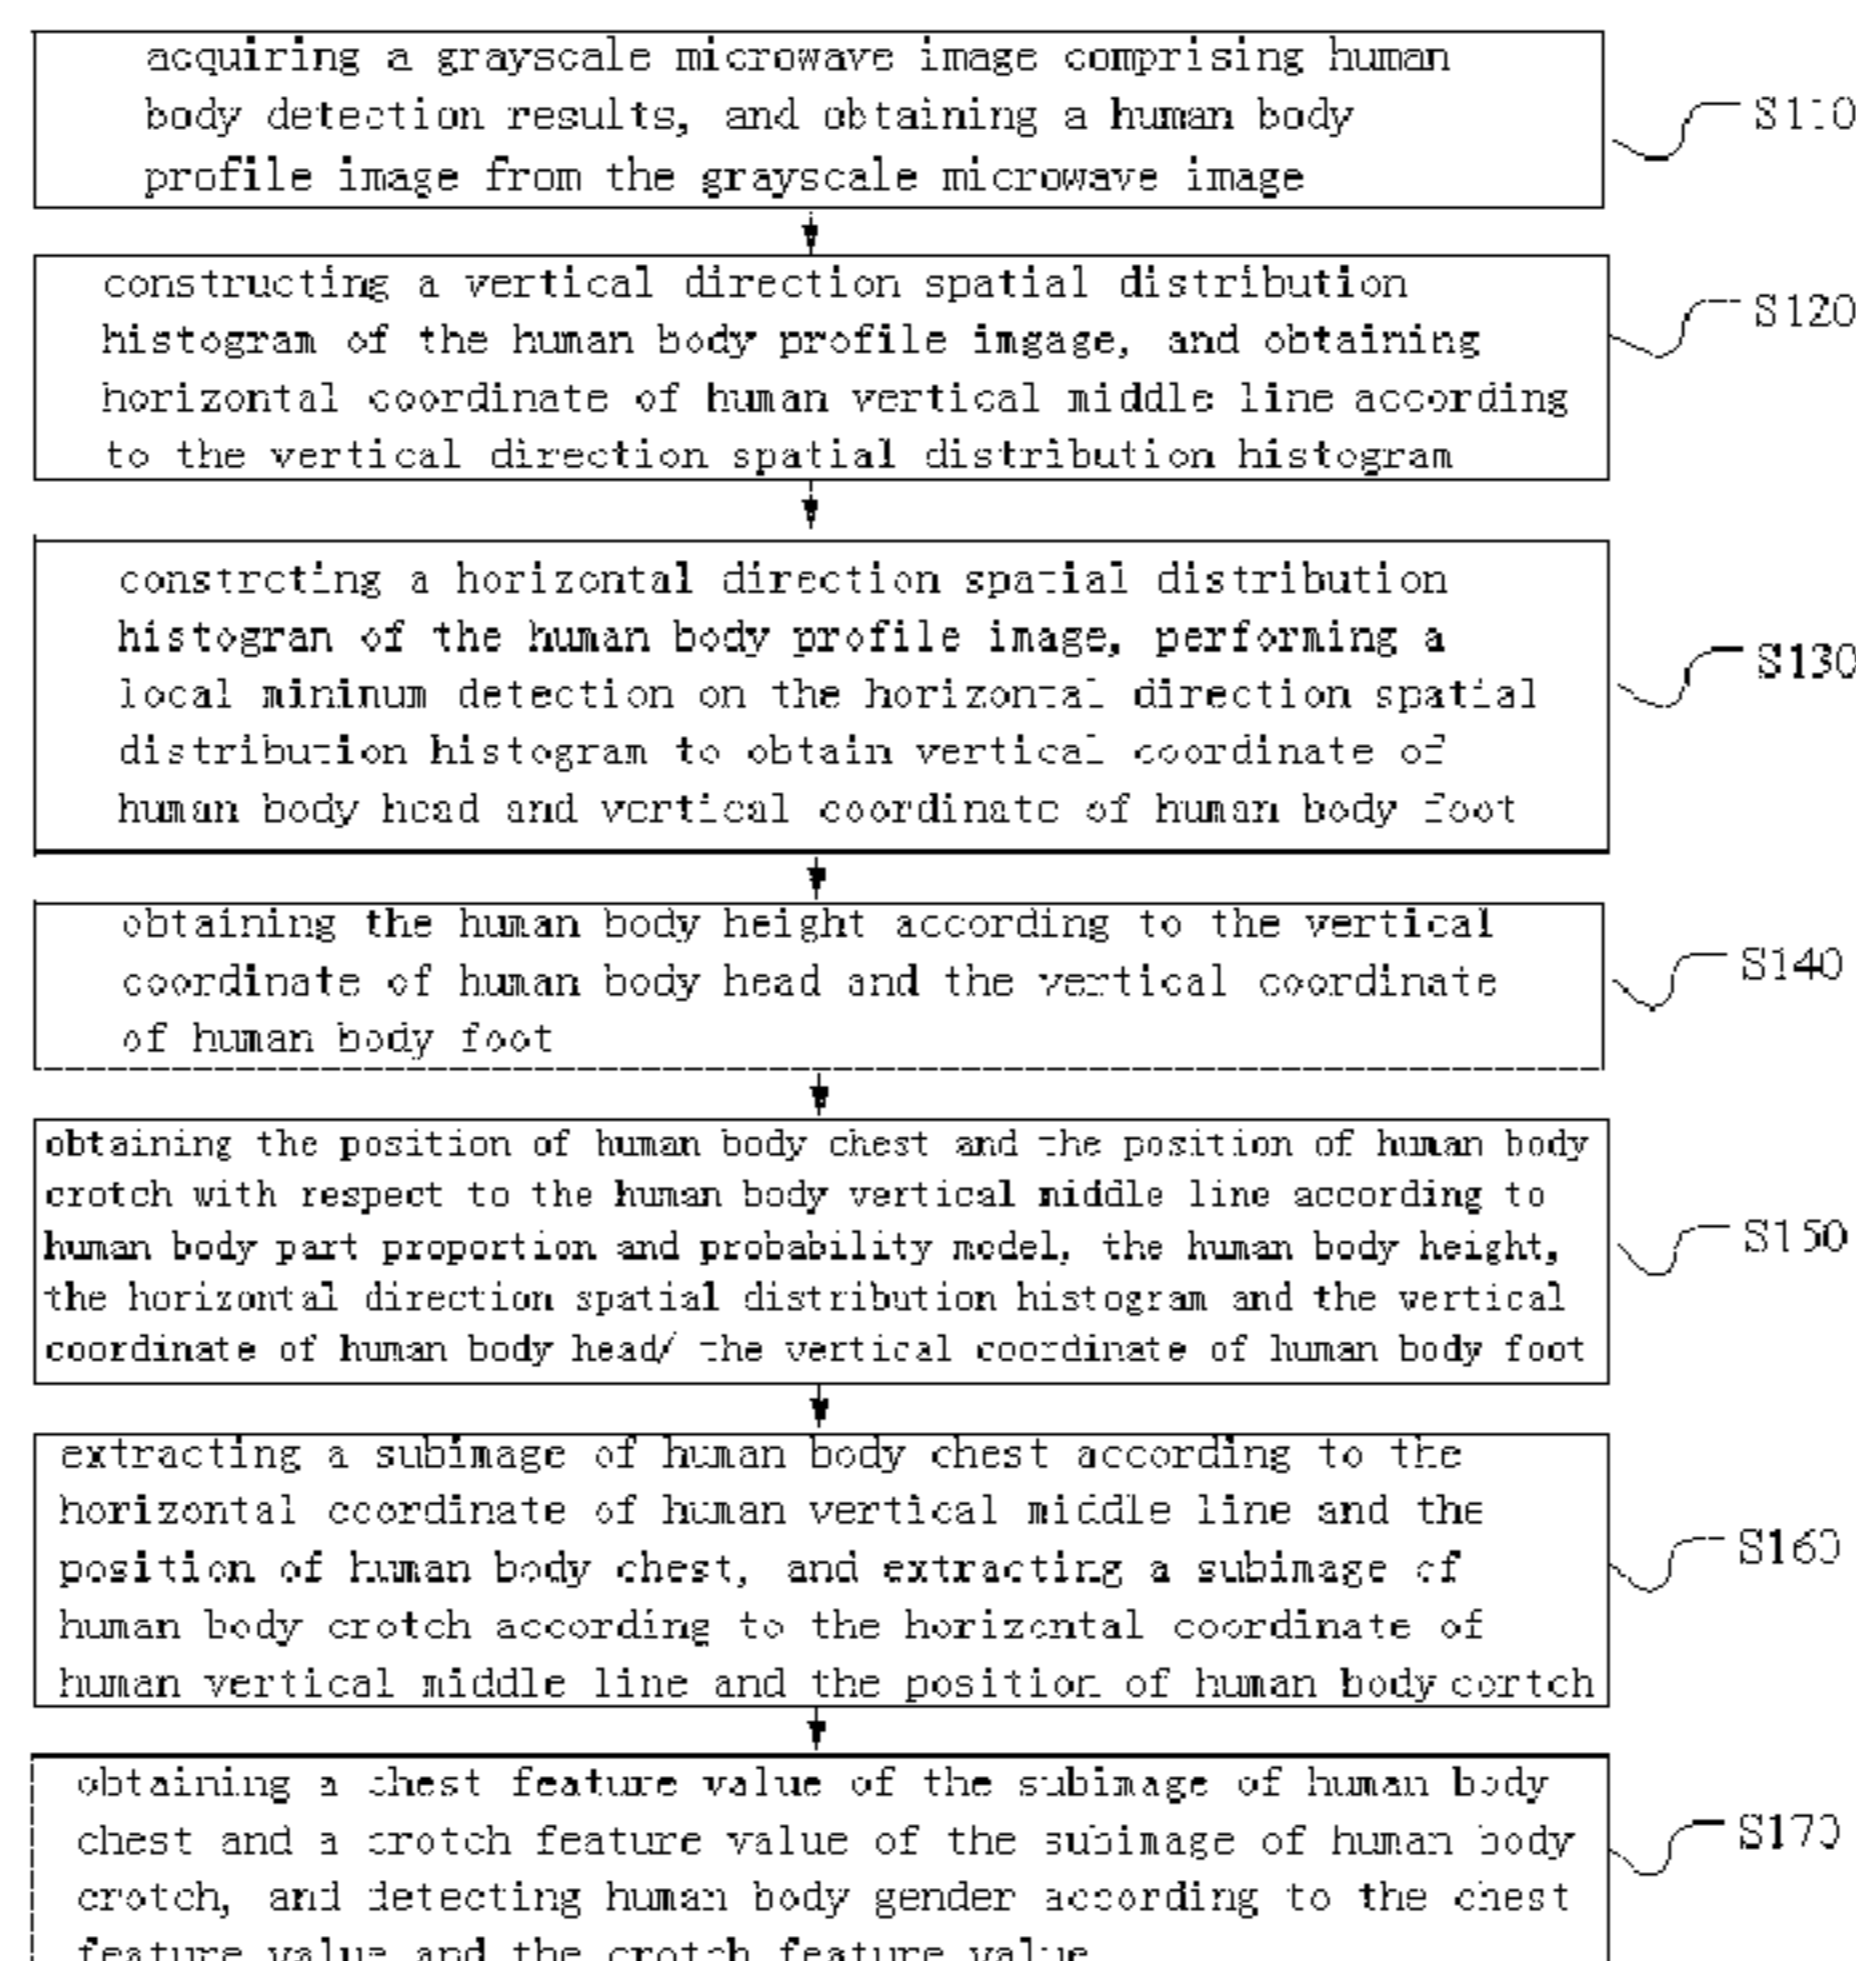 acquiring a grayscale microwave image comprising human
body detection results, and obtaining a human body
profile image from the grayscale microwave image
S110
constructing a vertical direction spatial distribution
histogram of the human body profile imgage, and obtaining
horizontal coordinate of human vertical middle line according
to the vertical direction spatial distribution histogram
S120
constrcting a horizontal direction spatial distribution
histogran of the human body profile image, performing a
local mininum detection on the horizontal direction spatial
distribution histogram to obtain vertical coordinate of
human body head and vertical coordinate of human body foot
S130
obtaining the human body height according to the vertical
coordinate of human body head and the vertical coordinate
of human body foot
S140
obtaining the position of human body chest and the position of human body
crotch with respect to the human body vertical middle line according to
human body part proportion and probability model, the human body height,
the horizontal direction spatial distribution histogram and the vertical
coordinate of human body head/ the vertical coordinate of human body foot
S150
extracting a subimage of human body chest according to the
horizontal coordinate of human vertical middle line and the
position of human body chest, and extracting a subimage of
human body crotch according to the horizontal coordinate of
human vertical middle line and the position of human body cortch
S160
obtaining a chest feature value of the subimage of human body
chest and a crotch feature value of the subimage of human body
crotch, and detecting human body gender according to the chest
feature value and the crotch feature value
S170